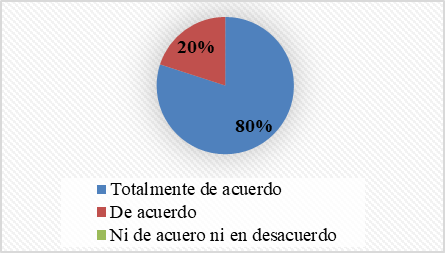 20%
80%
Totalmente de acuerdo
De acuerdo
Ni de acuero ni en desacuerdo